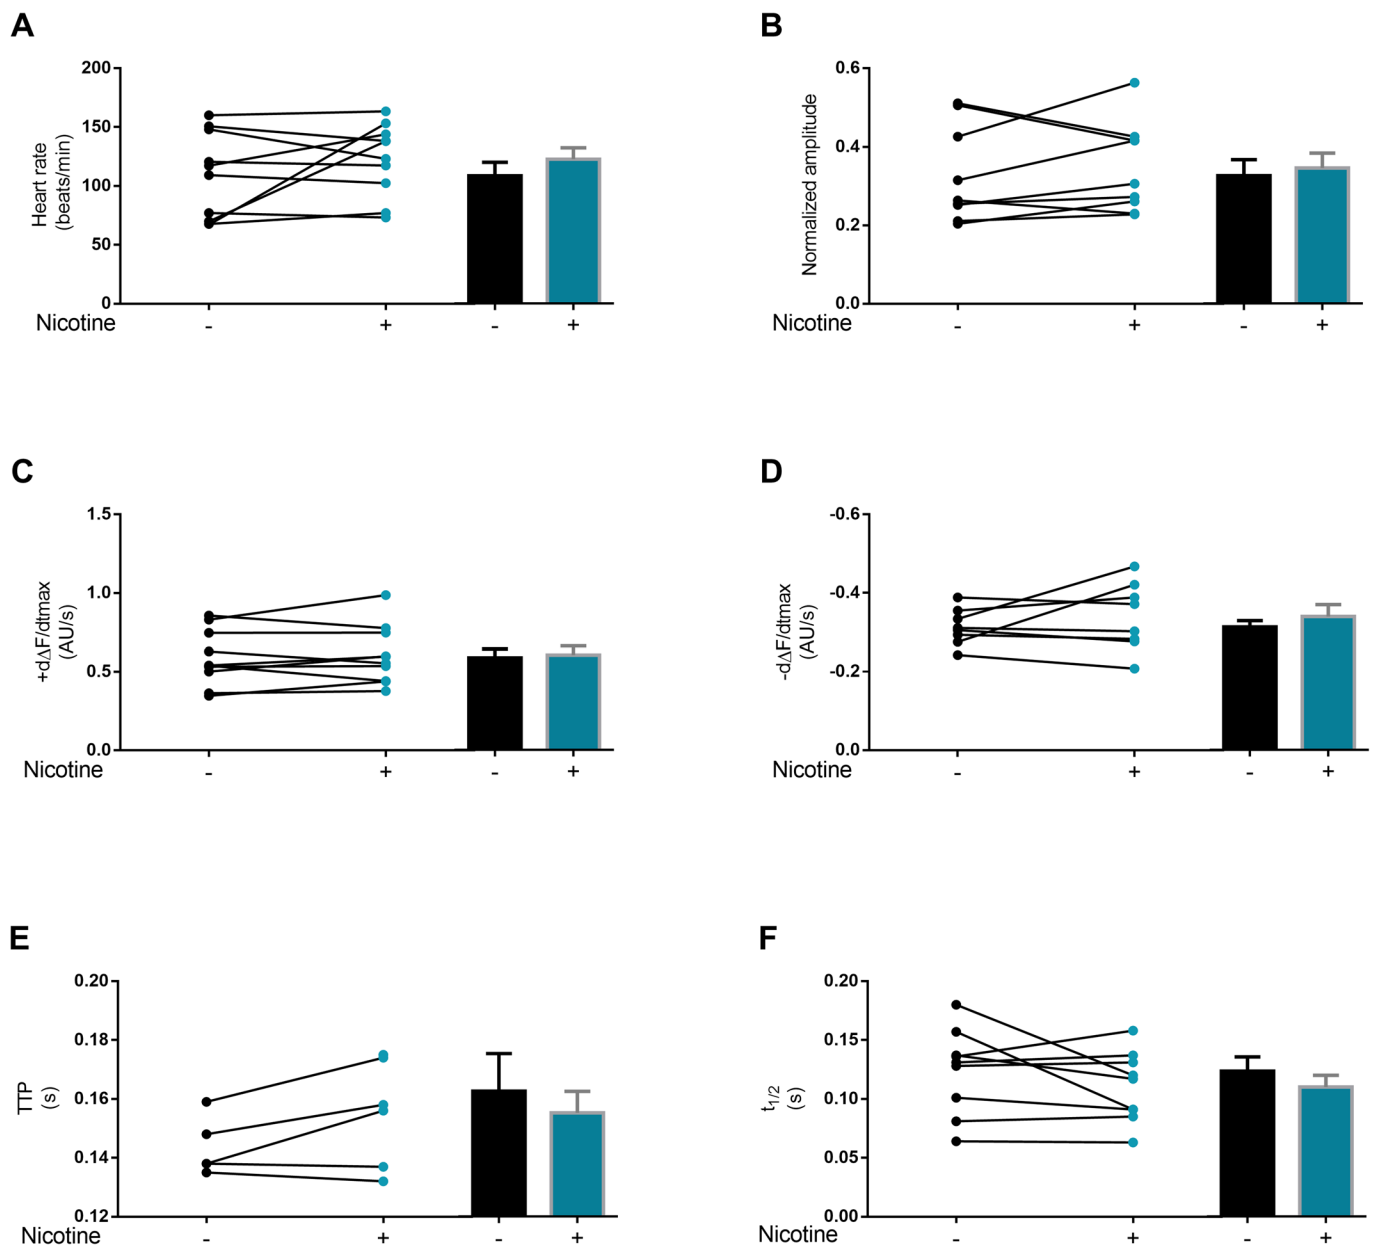 A
Heart rate
(beats/min)
200
150
100
50
0
Nicotine - + - +
B
Normalized amplitude
0.6
0.4
0.2
0.0
Nicotine - + - +
C
+dΔF/dtmax
(AU/s)
1.5
1.0
0.5
0.0
Nicotine - + - +
D
-dΔF/dtmax
(AU/s)
-0.6
-0.4
-0.2
0.0
Nicotine - + - +
E
TTP
(s)
0.20
0.18
0.16
0.14
0.12
Nicotine - + - +
F
t1/2
(s)
0.20
0.15
0.10
0.05
0.00
Nicotine - + - +